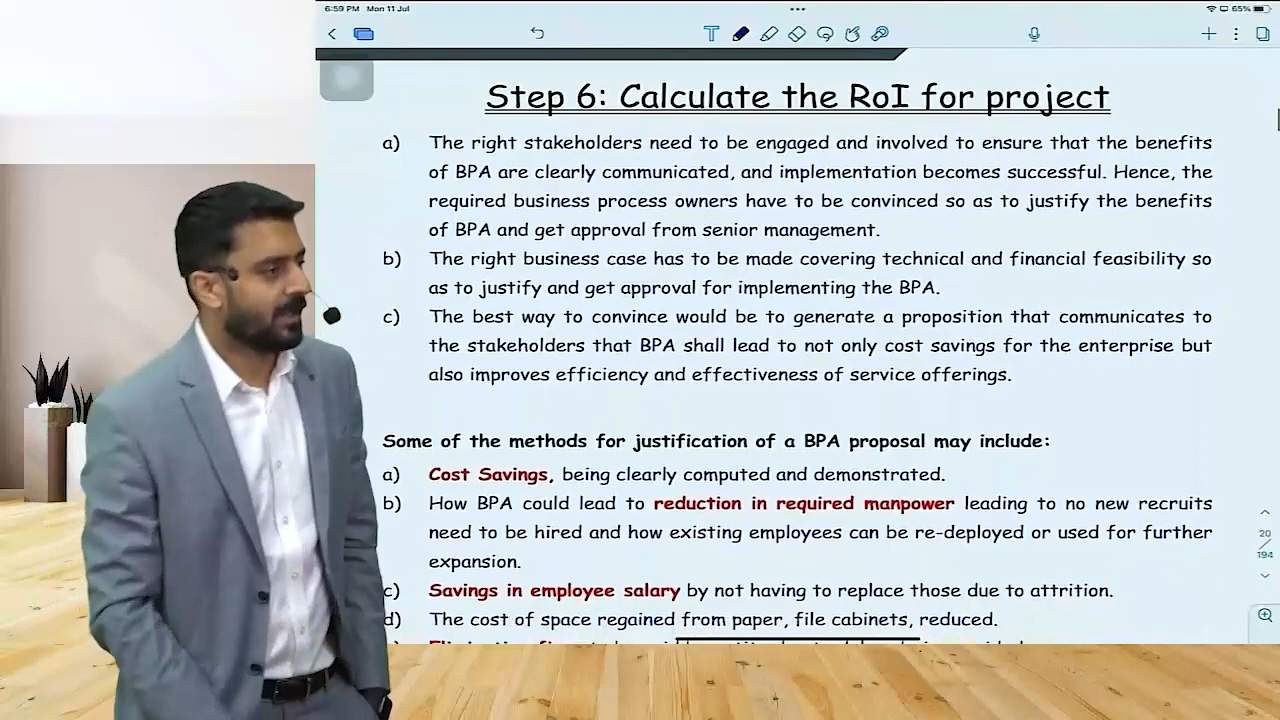 6:59 PM Mon 11 Jul
65%
Step 6: Calculate the RoI for project
a) The right stakeholders need to be engaged and involved to ensure that the benefits
of BPA are clearly communicated, and implementation becomes successful. Hence, the
required business process owners have to be convinced so as to justify the benefits
of BPA and get approval from senior management.
b) The right business case has to be made covering technical and financial feasibility so
as to justify and get approval for implementing the BPA.
c) The best way to convince would be to generate a proposition that communicates to
the stakeholders that BPA shall lead to not only cost savings for the enterprise but
also improves efficiency and effectiveness of service offerings.
Some of the methods for justification of a BPA proposal may include:
a) Cost Savings, being clearly computed and demonstrated.
b) How BPA could lead to reduction in required manpower leading to no new recruits
need to be hired and how existing employees can be re-deployed or used for further
expansion.
c) Savings in employee salary by not having to replace those due to attrition.
d) The cost of space regained from paper, file cabinets, reduced.
20
194